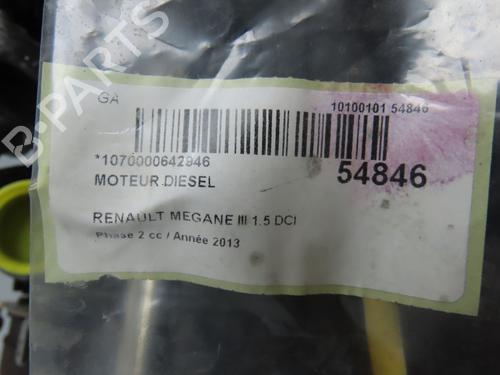 GA
10100101 54846
*1070000642946
54846
MOTEUR DIESEL
RENAULT MEGANE III 1.5 DCI
Phase 2 cc / Année 2013
B-PARTS